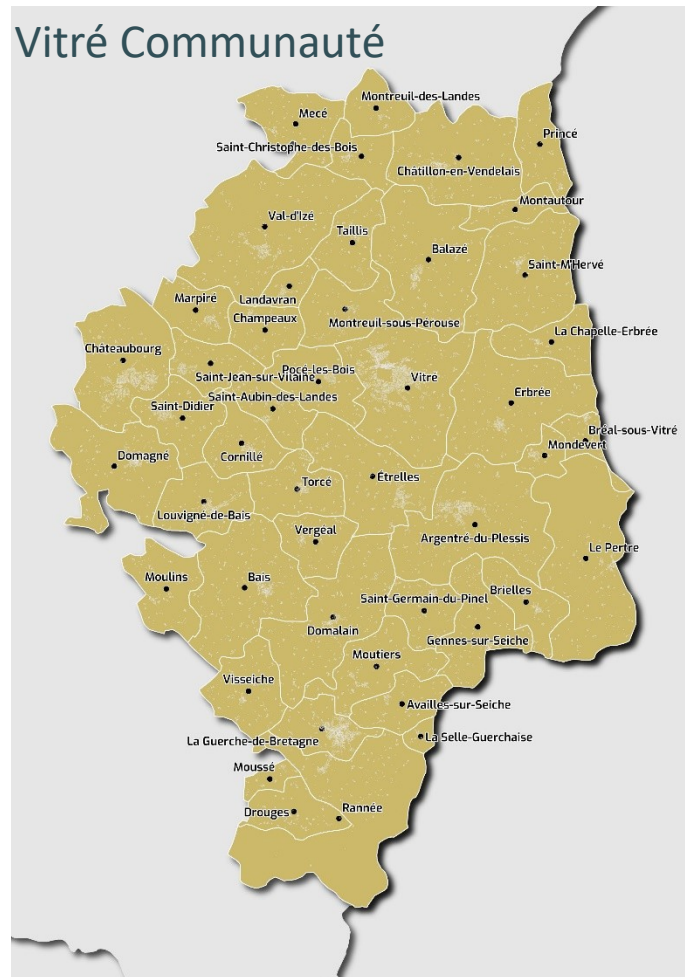 Vitré Communauté
Montreuil-des-Landes
Mecé
Princé
Saint-Christophe-des-Bois
Châtillon-en-Vendelais
Montautour
Val-d'Izé
Taillis
Balazé
Saint-M'Hervé
Landavran
Marpiré
Champeaux
Montreuil-sous-Pérouse
La Chapelle-Erbrée
Châteaubourg
Pocé-les-Bois
Saint-Jean-sur-Vilaine
Vitré
Erbrée
Saint-Aubin-des-Landes
Saint-Didier
Bréal-sous-Vitré
Mondevert
Domagné
Cornillé
Étrelles
Torcé
Louvigné-de-Bais
Vergéal
Argentré-du-Plessis
Le Pertre
Moulins
Bais
Brielles
Saint-Germain-du-Pinel
Domalain
Gennes-sur-Seiche
Moutiers
Visseiche
Availles-sur-Seiche
La Guerche-de-Bretagne
La Selle-Guerchaise
Moussé
Drouges
Rannée